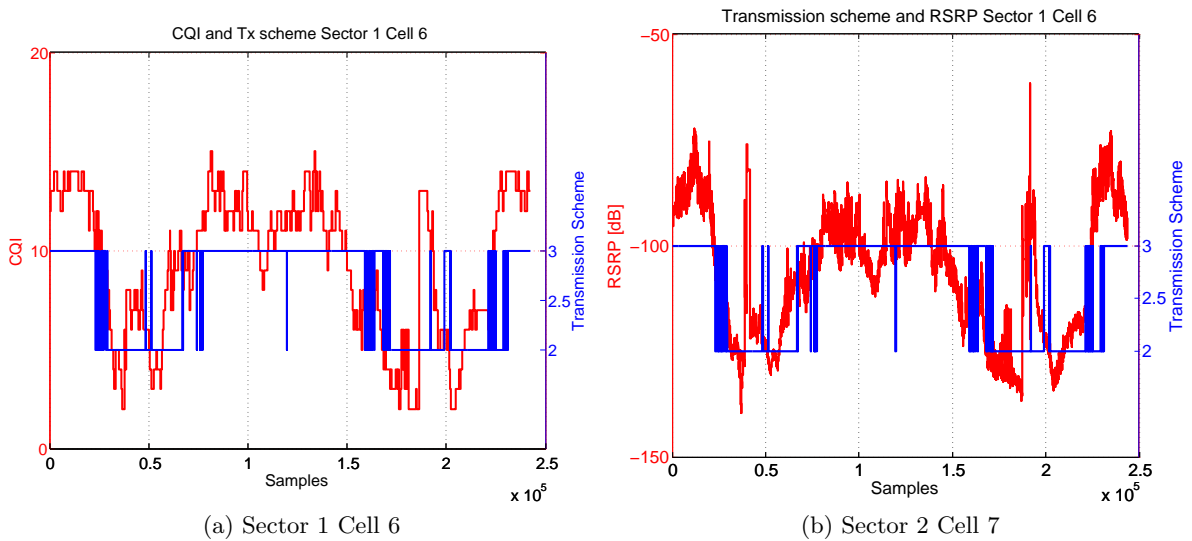 CQI and Tx scheme Sector 1 Cell 6
20
10
0
CQI
3
2.5
2
Transmission Scheme
0 0.5 1 1.5 2 2.5
Samples
x 10^5
(a) Sector 1 Cell 6
Transmission scheme and RSRP Sector 1 Cell 6
−50
−100
−150
RSRP [dB]
3
2.5
2
Transmission Scheme
0 0.5 1 1.5 2 2.5
Samples
x 10^5
(b) Sector 2 Cell 7